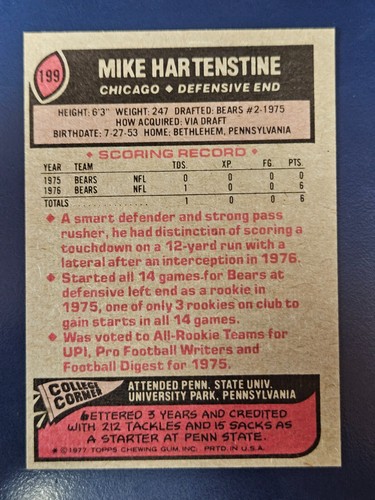 199
MIKE HARTENSTINE
CHICAGO ◆ DEFENSIVE END
HEIGHT: 6'3" WEIGHT: 247 DRAFTED: BEARS #2-1975
HOW ACQUIRED: VIA DRAFT
BIRTHDATE: 7-27-53 HOME: BETHLEHEM, PENNSYLVANIA
◆ SCORING RECORD ◆
YEAR TEAM TDS. XP. FG. PTS.
1975 BEARS NFL 0 0 0 0
1976 BEARS NFL 1 0 0 6
TOTALS 1 0 0 6
◆ A smart defender and strong pass
rusher, he had distinction of scoring a
touchdown on a 12-yard run with a
lateral after an interception in 1976.
◆ Started all 14 games for Bears at
defensive left end as a rookie in
1975, one of only 3 rookies on club to
gain starts in all 14 games.
◆ Was voted to All-Rookie Teams for
UPI, Pro Football Writers and
Football Digest for 1975.
COLLEGE
CORNER
ATTENDED PENN. STATE UNIV.
UNIVERSITY PARK, PENNSYLVANIA
LETTERED 3 YEARS AND CREDITED
WITH 212 TACKLES AND 15 SACKS AS
A STARTER AT PENN STATE.
✱ © 1977 TOPPS CHEWING GUM INC. PRTD. IN U.S.A.